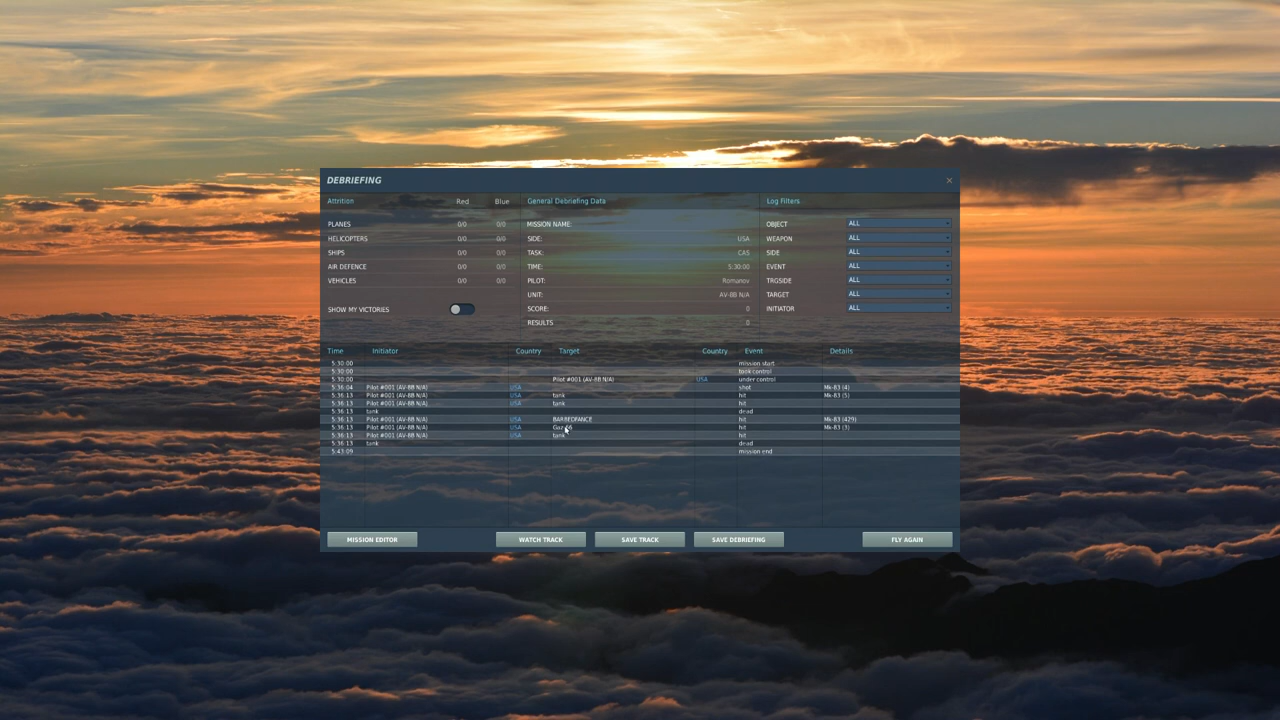 DEBRIEFING ×
Attrition Red Blue General Debriefing Data Log Filters
PLANES 0/0 0/0 MISSION NAME: OBJECT ALL
HELICOPTERS 0/0 0/0 SIDE: USA WEAPON ALL
SHIPS 0/0 0/0 TASK: CAS SIDE ALL
AIR DEFENCE 0/0 0/0 TIME: 5:30:00 EVENT ALL
VEHICLES 0/0 0/0 PILOT: Romanov TRGSIDE ALL
UNIT: AV-8B N/A TARGET ALL
SHOW MY VICTORIES SCORE: 0 INITIATOR ALL
RESULTS 0
Time Initiator Country Target Country Event Details
5:30:00 mission start
5:30:00 took control
5:30:00 Pilot #001 (AV-8B N/A) USA under control
5:36:04 Pilot #001 (AV-8B N/A) USA shot Mk-83 (4)
5:36:13 Pilot #001 (AV-8B N/A) USA tank hit Mk-83 (5)
5:36:13 Pilot #001 (AV-8B N/A) USA tank hit
5:36:13 tank dead
5:36:13 Pilot #001 (AV-8B N/A) USA BARREDFANCE hit Mk-83 (429)
5:36:13 Pilot #001 (AV-8B N/A) USA hit Mk-83 (3)
5:36:13 Pilot #001 (AV-8B N/A) USA tank hit
5:36:13 tank dead
5:43:09 mission end
MISSION EDITOR WATCH TRACK SAVE TRACK SAVE DEBRIEFING FLY AGAIN